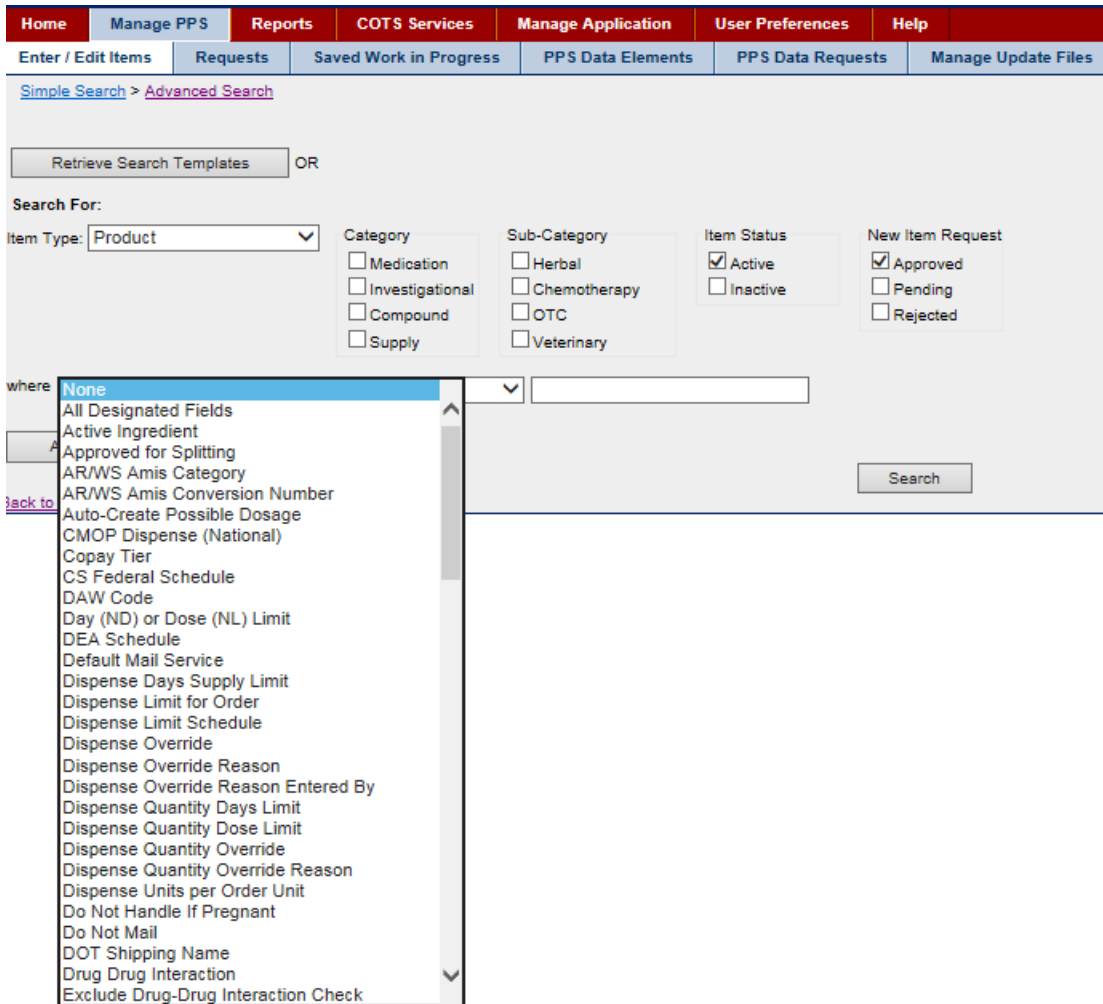 Home Manage PPS Reports COTS Services Manage Application User Preferences Help
Enter / Edit Items Requests Saved Work in Progress PPS Data Elements PPS Data Requests Manage Update Files
Simple Search > Advanced Search
Retrieve Search Templates OR
Search For:
Item Type: Product
Category
Medication
Investigational
Compound
Supply
Sub-Category
Herbal
Chemotherapy
OTC
Veterinary
Item Status
Active
Inactive
New Item Request
Approved
Pending
Rejected
where
None
All Designated Fields
Active Ingredient
Approved for Splitting
AR/WS Amis Category
AR/WS Amis Conversion Number
Auto-Create Possible Dosage
CMOP Dispense (National)
Copay Tier
CS Federal Schedule
DAW Code
Day (ND) or Dose (NL) Limit
DEA Schedule
Default Mail Service
Dispense Days Supply Limit
Dispense Limit for Order
Dispense Limit Schedule
Dispense Override
Dispense Override Reason
Dispense Override Reason Entered By
Dispense Quantity Days Limit
Dispense Quantity Dose Limit
Dispense Quantity Override
Dispense Quantity Override Reason
Dispense Units per Order Unit
Do Not Handle If Pregnant
Do Not Mail
DOT Shipping Name
Drug Drug Interaction
Exclude Drug-Drug Interaction Check
A
Search
Back to